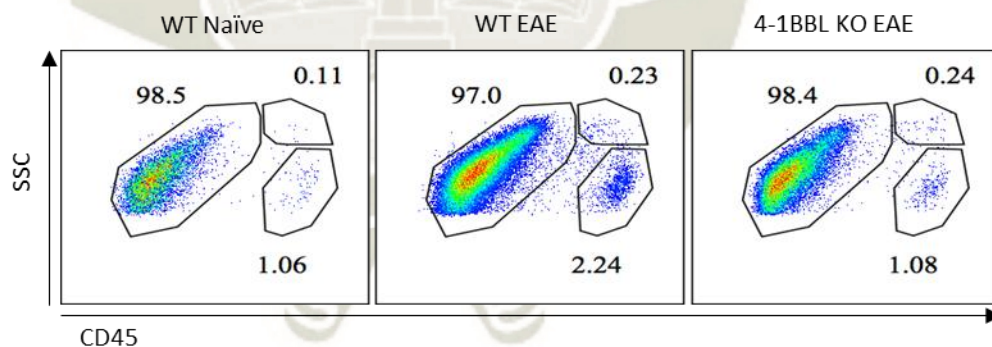 WT Naïve
WT EAE
4-1BBL KO EAE
98.5
0.11
1.06
97.0
0.23
2.24
98.4
0.24
1.08
SSC
CD45